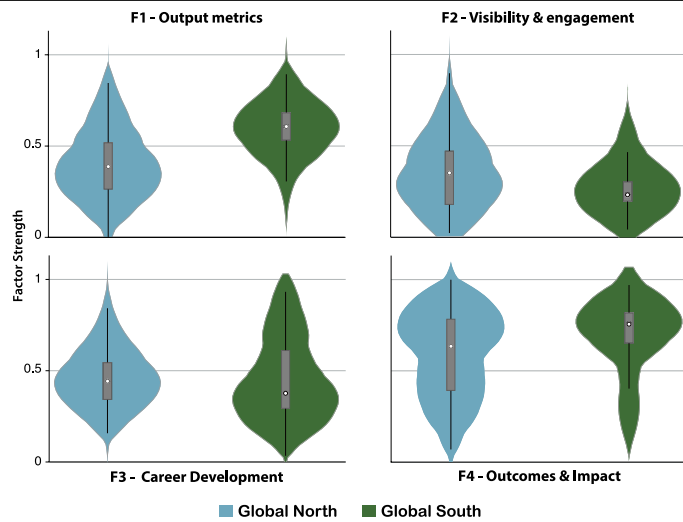 F1 - Output metrics
F2 - Visibility & engagement
1
0.5
0
Factor Strength
1
0.5
0
F3 - Career Development
F4 - Outcomes & Impact
Global North
Global South